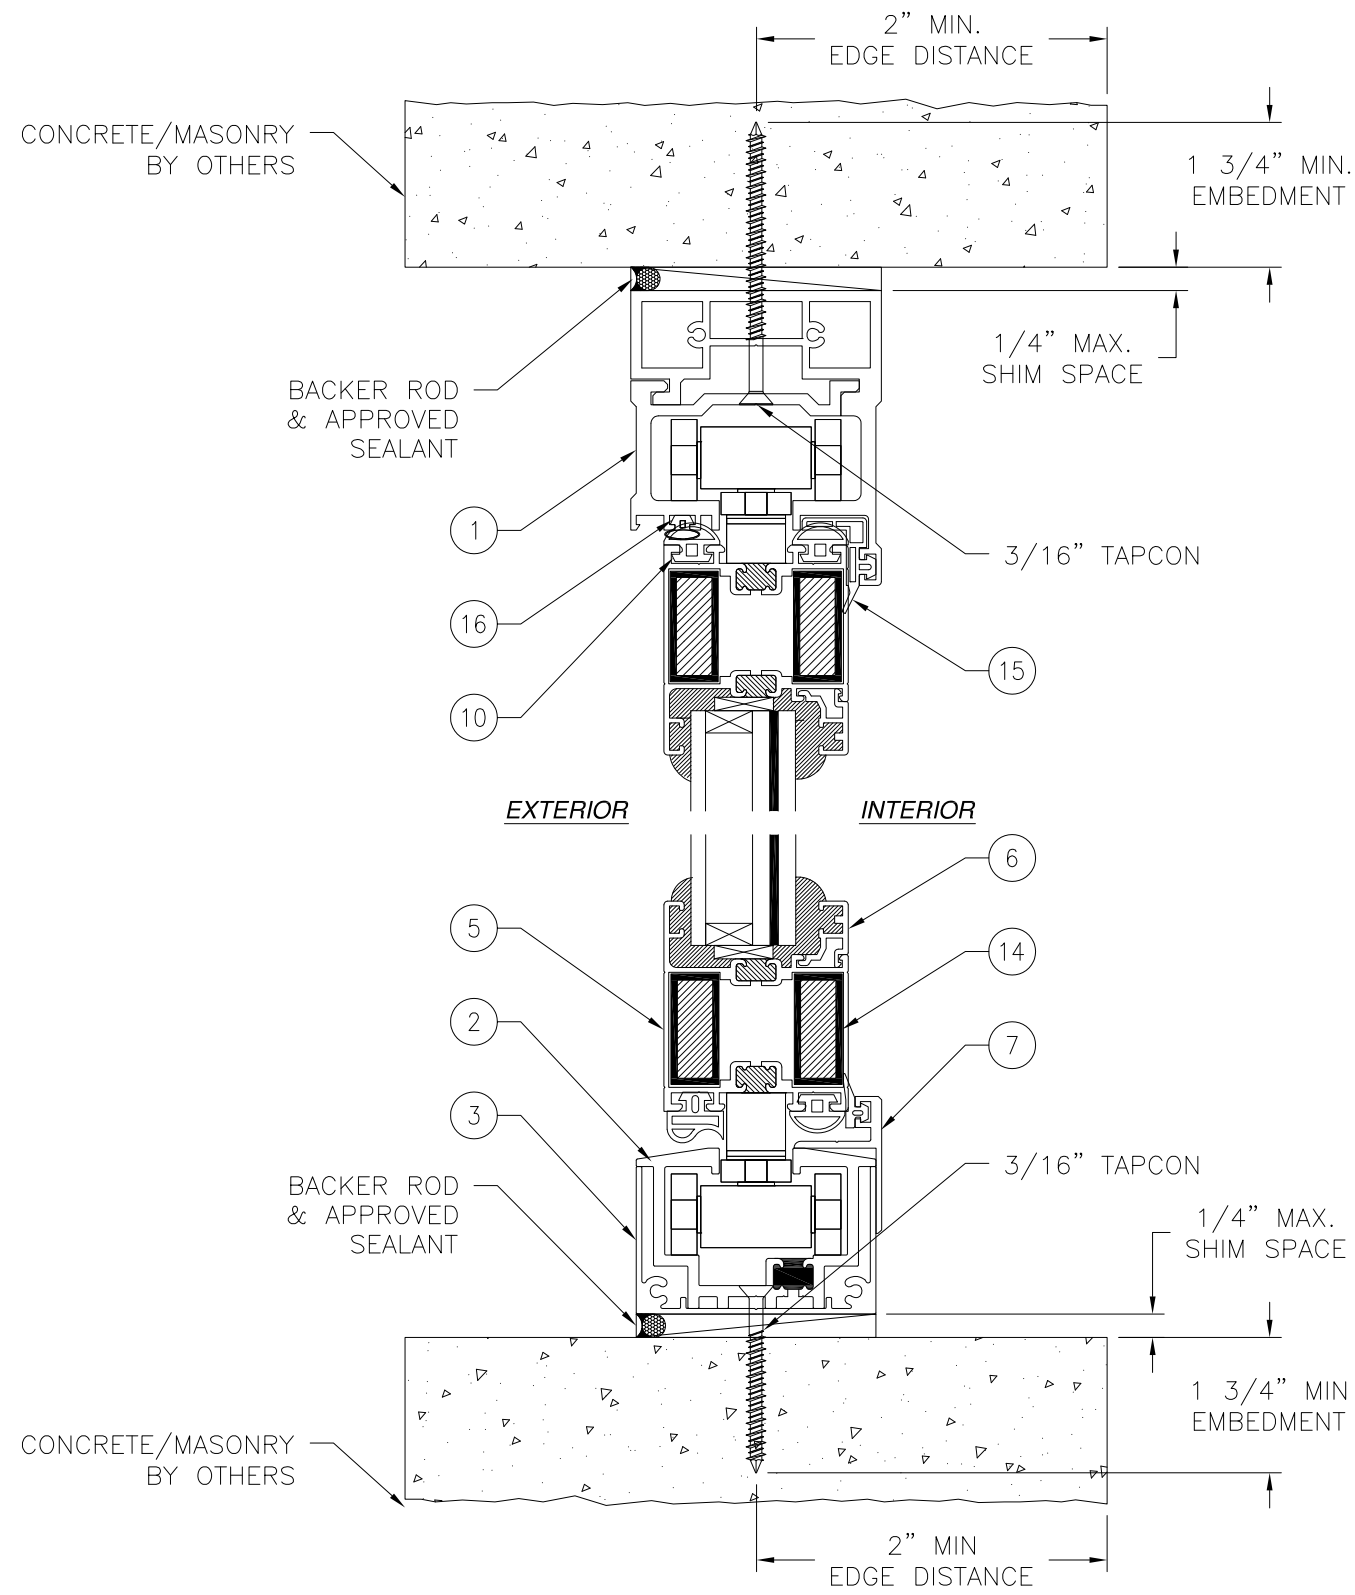 2” MIN.
EDGE DISTANCE
CONCRETE/MASONRY
BY OTHERS
1 3/4” MIN.
EMBEDMENT
1/4” MAX.
SHIM SPACE
BACKER ROD
& APPROVED
SEALANT
1
3/16” TAPCON
16
15
10
EXTERIOR
INTERIOR
6
5
14
2
7
3
3/16” TAPCON
BACKER ROD
& APPROVED
SEALANT
1/4” MAX.
SHIM SPACE
1 3/4” MIN
EMBEDMENT
CONCRETE/MASONRY
BY OTHERS
2” MIN
EDGE DISTANCE